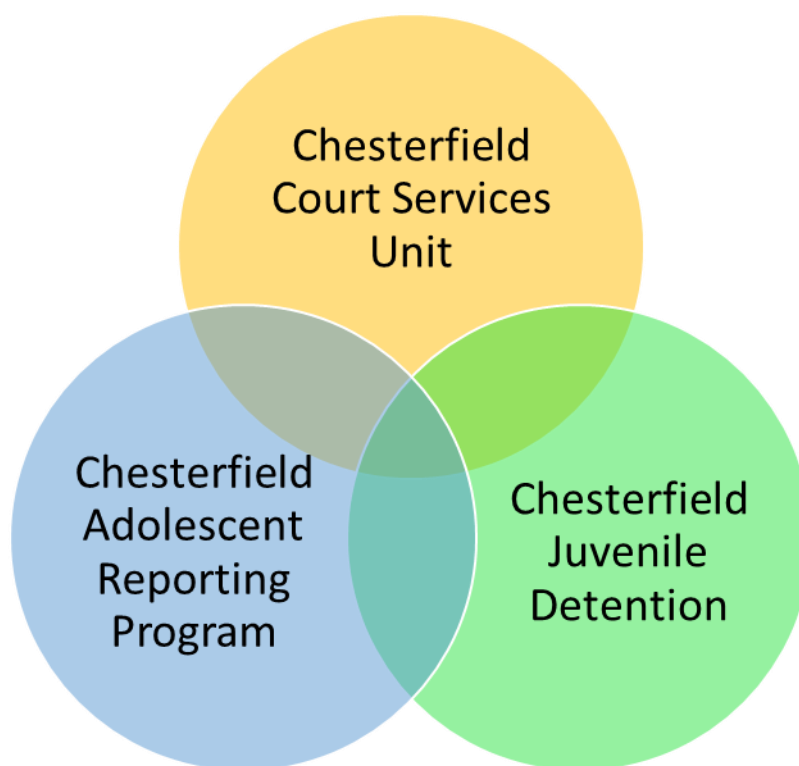 Chesterfield
Court Services
Unit
Chesterfield
Adolescent
Reporting
Program
Chesterfield
Juvenile
Detention